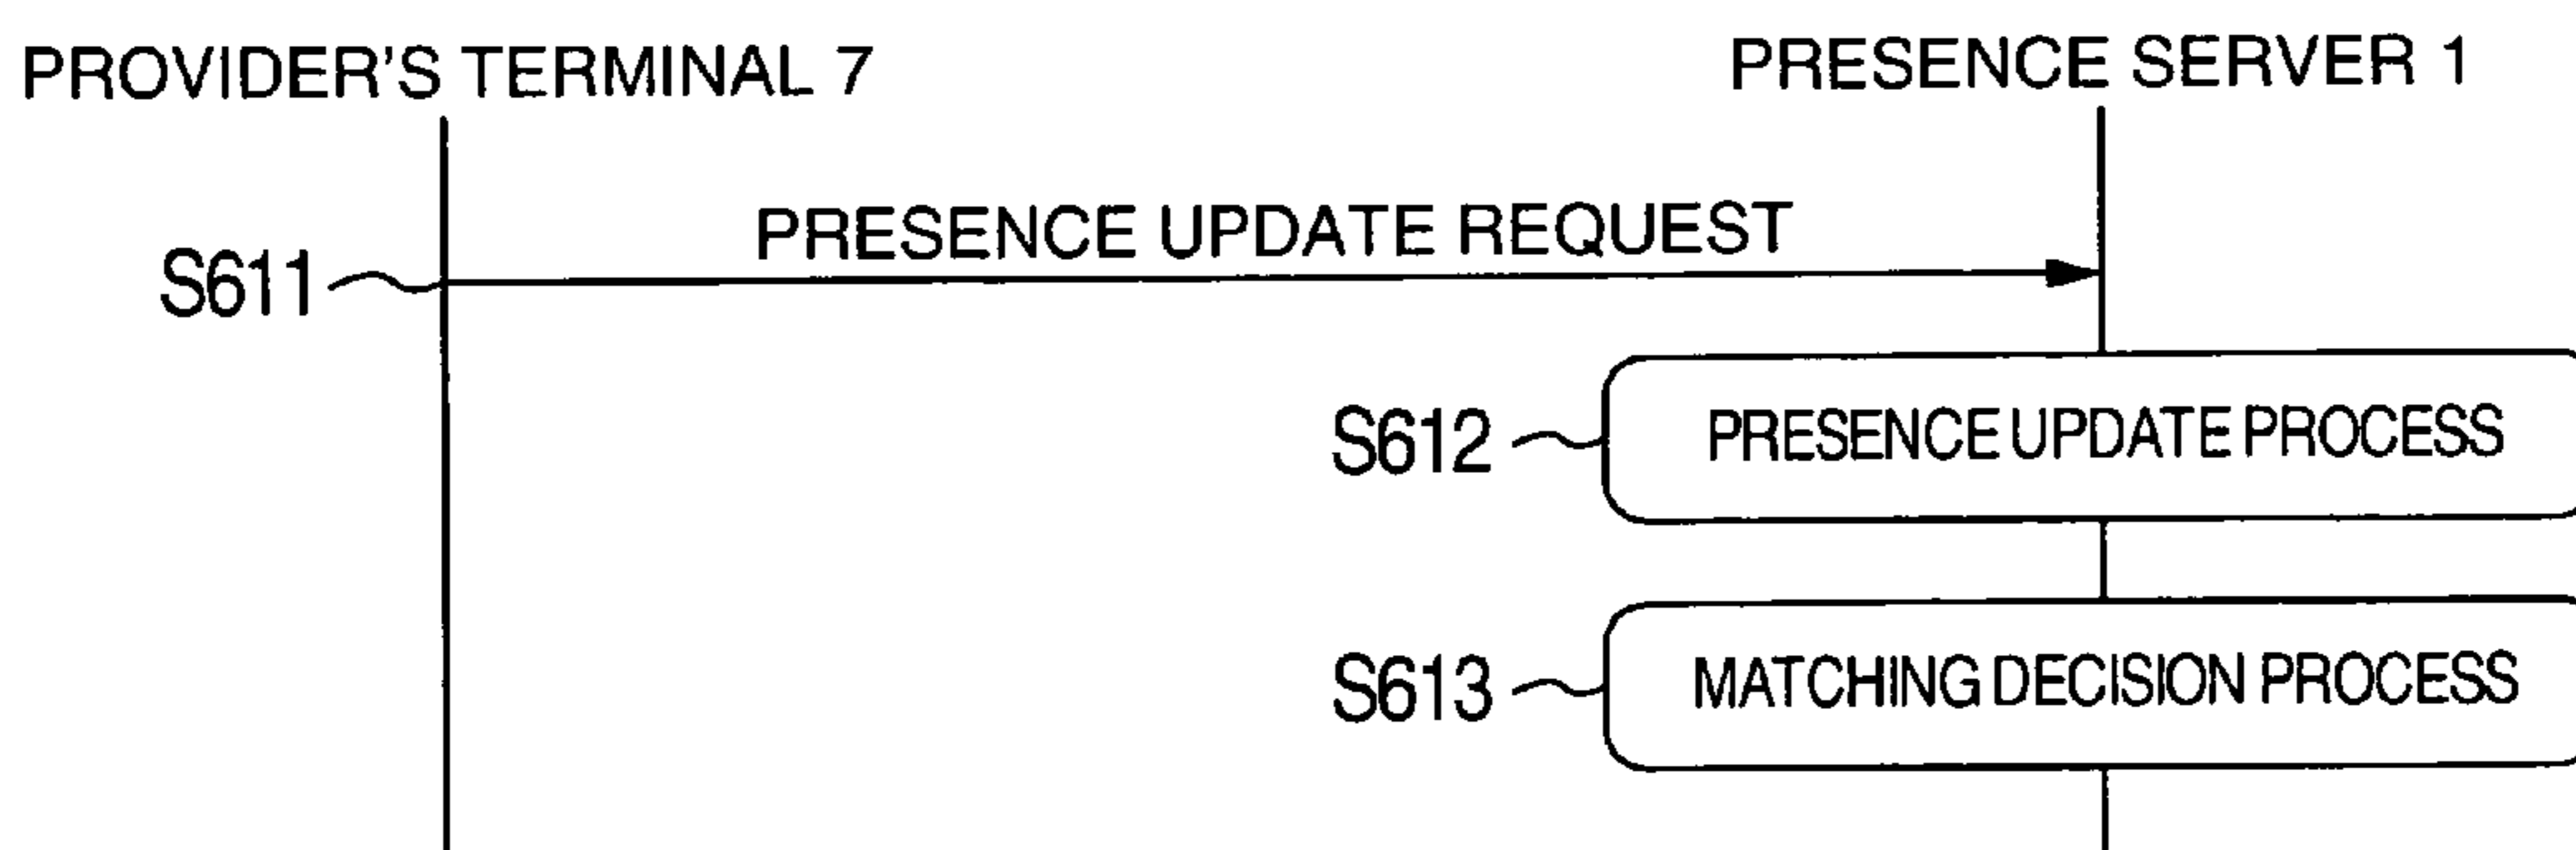 PROVIDER'S TERMINAL 7
PRESENCE SERVER 1
PRESENCE UPDATE REQUEST
S611
S612
PRESENCE UPDATE PROCESS
S613
MATCHING DECISION PROCESS